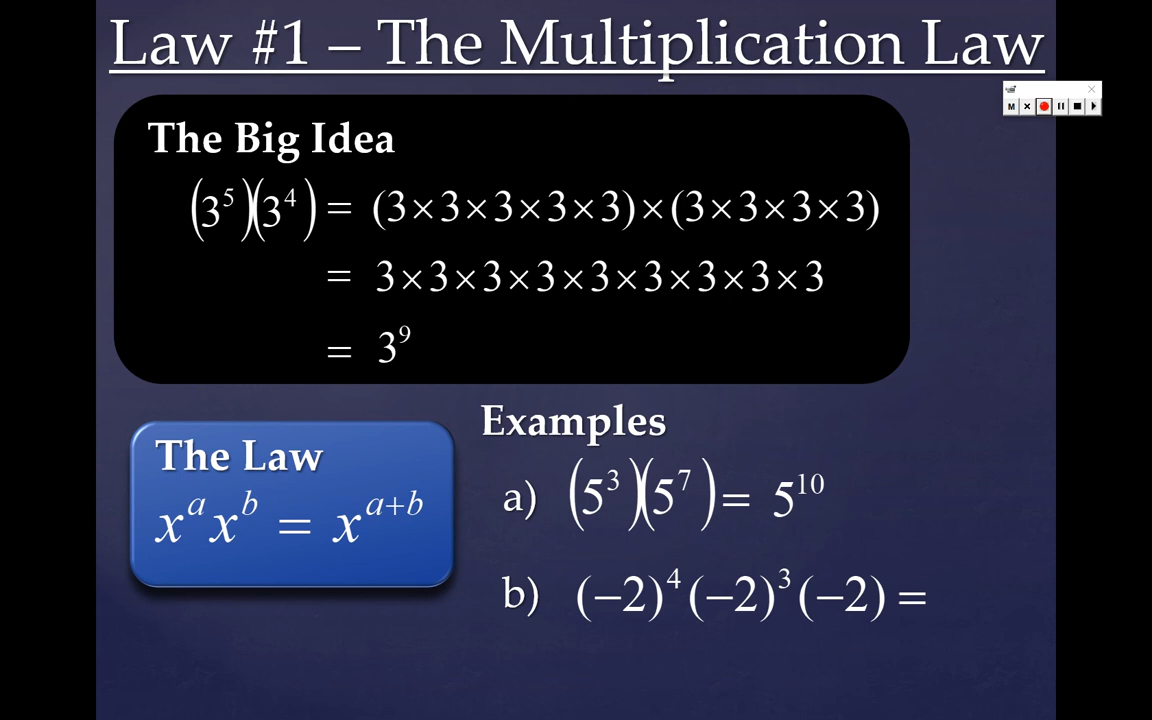 Law #1 – The Multiplication Law
M
The Big Idea
(3⁵)(3⁴) = (3×3×3×3×3)×(3×3×3×3)
= 3×3×3×3×3×3×3×3×3
= 3⁹
Examples
The Law
xᵃxᵇ = xᵃ⁺ᵇ
a) (5³)(5⁷) = 5¹⁰
b) (−2)⁴(−2)³(−2) =